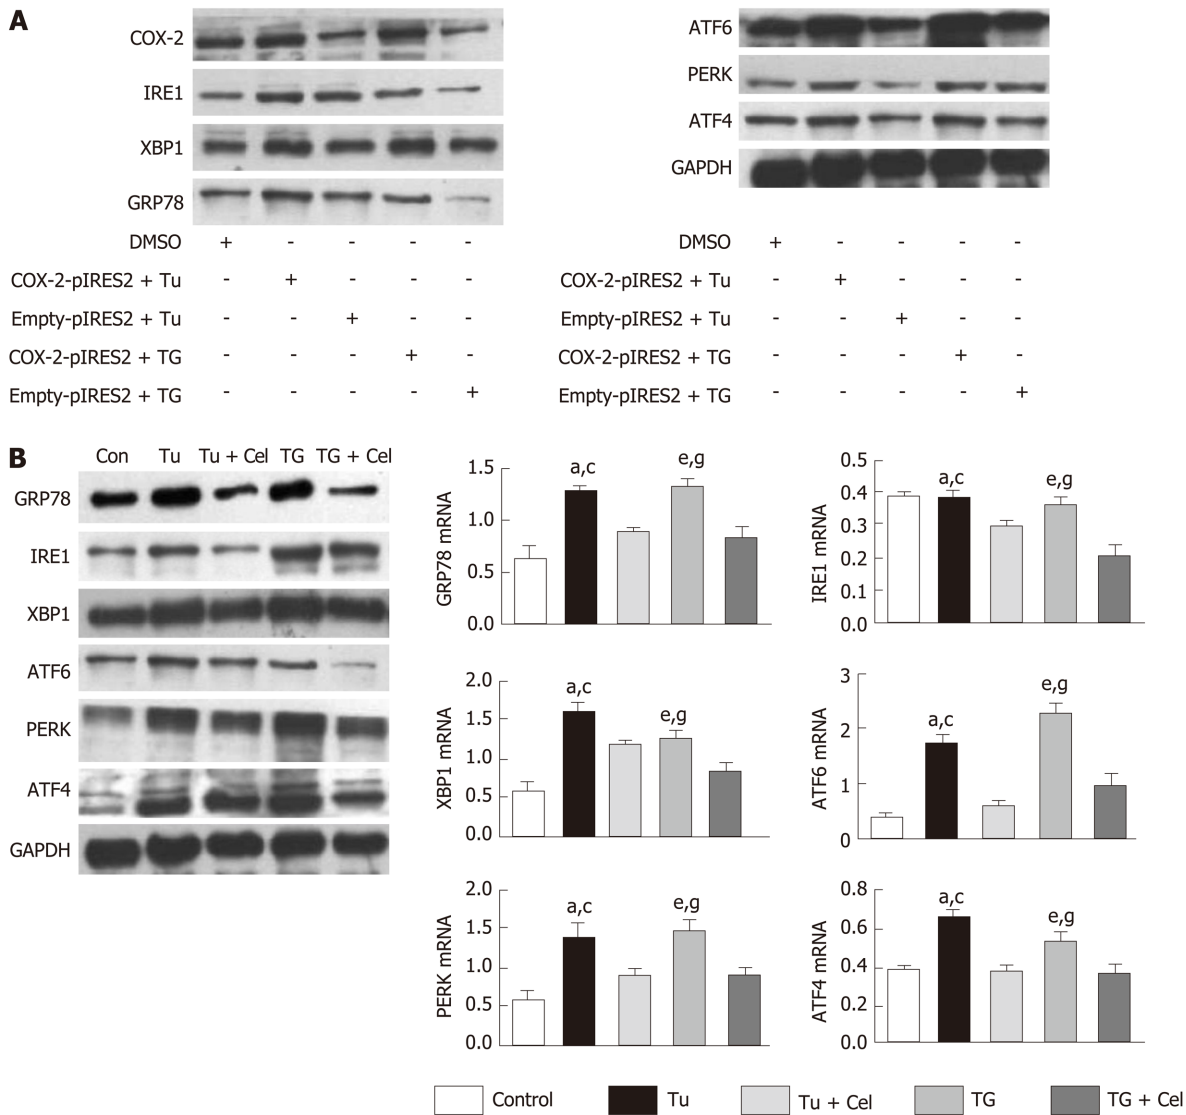 A
COX-2
IRE1
XBP1
GRP78
DMSO + - - - -
COX-2-pIRES2 + Tu - + - - -
Empty-pIRES2 + Tu - - + - -
COX-2-pIRES2 + TG - - - + -
Empty-pIRES2 + TG - - - - +
ATF6
PERK
ATF4
GAPDH
DMSO + - - - -
COX-2-pIRES2 + Tu - + - - -
Empty-pIRES2 + Tu - - + - -
COX-2-pIRES2 + TG - - - + -
Empty-pIRES2 + TG - - - - +
B
Con Tu Tu + Cel TG TG + Cel
GRP78
IRE1
XBP1
ATF6
PERK
ATF4
GAPDH
GRP78 mRNA
1.5
1.0
0.5
0.0
a,c
e,g
IRE1 mRNA
0.5
0.4
0.3
0.2
0.1
0.0
a,c
e,g
XBP1 mRNA
2.0
1.5
1.0
0.5
0.0
a,c
e,g
ATF6 mRNA
3
2
1
0
a,c
e,g
PERK mRNA
2.0
1.5
1.0
0.5
0.0
a,c
e,g
ATF4 mRNA
0.8
0.6
0.4
0.2
0.0
a,c
e,g
Control Tu Tu + Cel TG TG + Cel